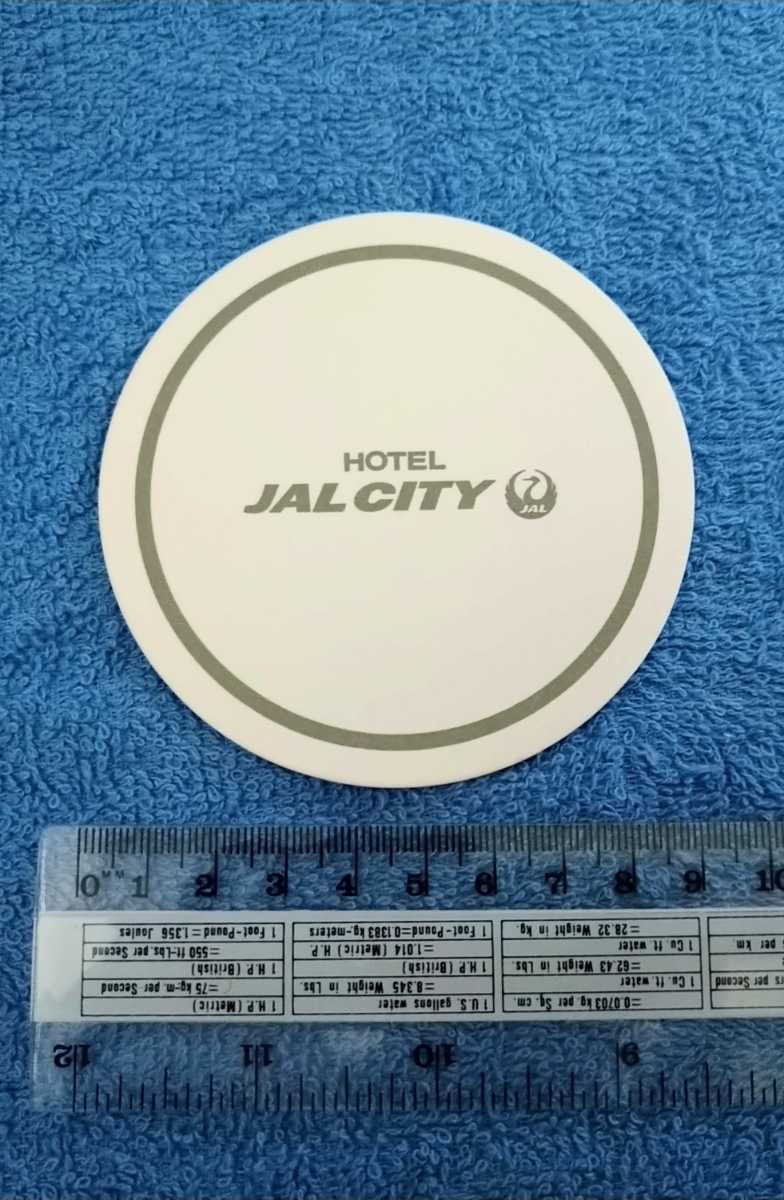 HOTEL
JAL CITY
JAL
0 MM 1 2 3 4 5 6 7 8 9 10
1 Foot-Pound=1.356 Joules
=550 ft-Lbs. per Second
1 H.P. (British)
=75 kg-m. per Second
1 H.P. (Metric)
1 Foot-Pound=0.1383 kg-meters
=1.014 (Metric) H.P.
1 H.P. (British)
=8.345 Weight in Lbs.
1 U.S. gallons water
=28.32 Weight in kg.
1 Cu. ft. water
=62.43 Weight in Lbs.
1 Cu. ft. water
=0.0703 kg per Sq. cm.
per km
per Second
12 11 10 9